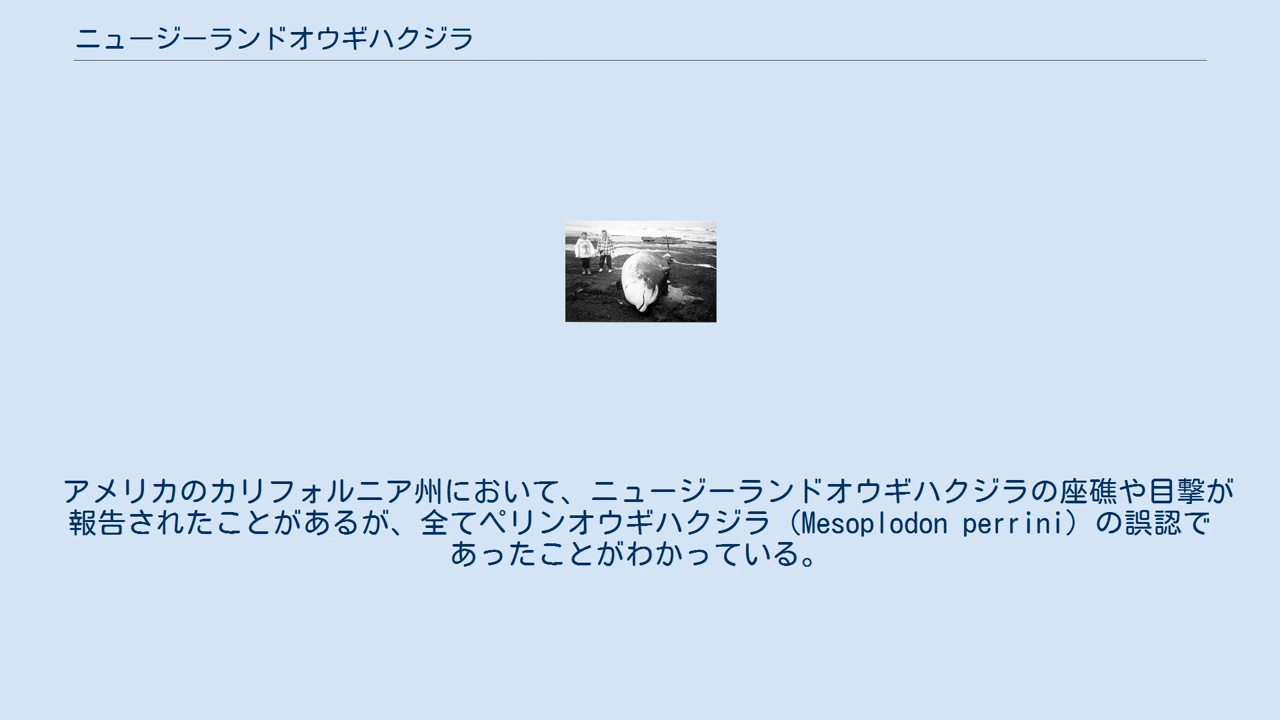 ニュージーランドオウギハクジラ
アメリカのカリフォルニア州において、ニュージーランドオウギハクジラの座礁や目撃が
報告されたことがあるが、全てペリンオウギハクジラ（Mesoplodon perrini）の誤認で
あったことがわかっている。